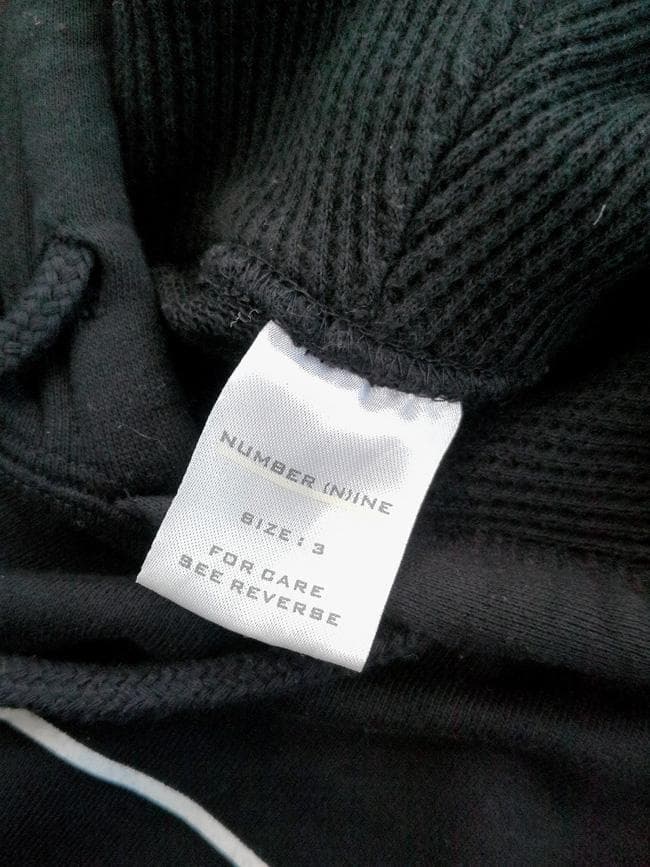 NUMBER (N)INE
SIZE : 3
FOR CARE
SEE REVERSE